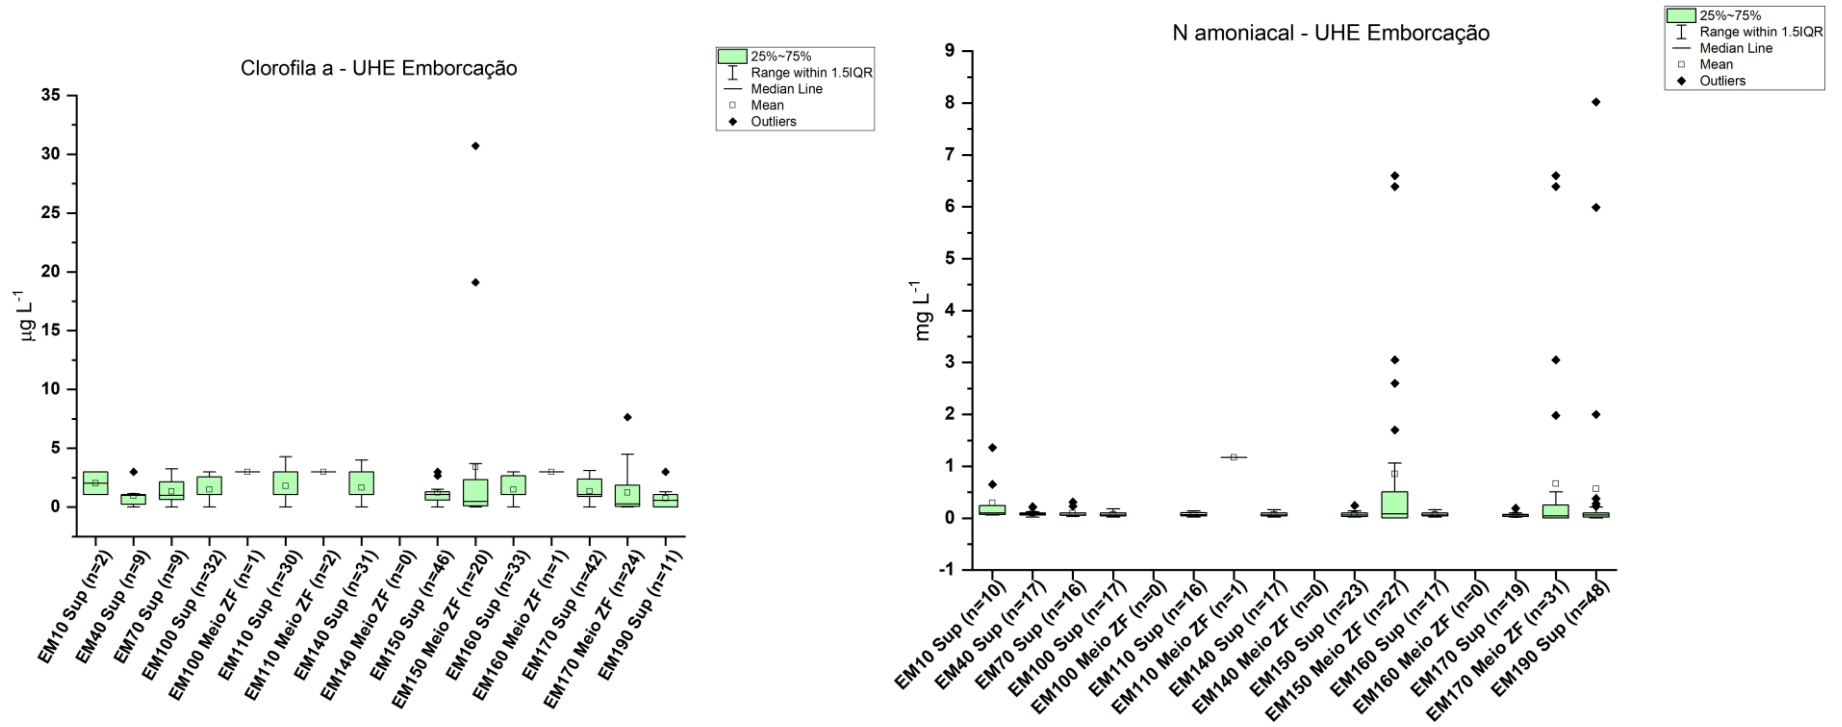 Clorofila a - UHE Emborcação
25%~75%
Range within 1.5IQR
Median Line
Mean
Outliers
35
30
25
20
15
10
5
0
µg L-1
EM10 Sup (n=2)
EM40 Sup (n=9)
EM70 Sup (n=9)
EM100 Sup (n=32)
EM100 Meio ZF (n=1)
EM110 Sup (n=30)
EM110 Meio ZF (n=2)
EM140 Sup (n=31)
EM140 Meio ZF (n=0)
EM150 Sup (n=46)
EM150 Meio ZF (n=20)
EM160 Sup (n=33)
EM160 Meio ZF (n=1)
EM170 Sup (n=42)
EM170 Meio ZF (n=24)
EM190 Sup (n=11)
N amoniacal - UHE Emborcação
25%~75%
Range within 1.5IQR
Median Line
Mean
Outliers
9
8
7
6
5
4
3
2
1
0
-1
mg L-1
EM10 Sup (n=10)
EM40 Sup (n=17)
EM70 Sup (n=16)
EM100 Sup (n=17)
EM100 Meio ZF (n=0)
EM110 Sup (n=16)
EM110 Meio ZF (n=1)
EM140 Sup (n=17)
EM140 Meio ZF (n=0)
EM150 Sup (n=23)
EM150 Meio ZF (n=27)
EM160 Sup (n=17)
EM160 Meio ZF (n=0)
EM170 Sup (n=19)
EM170 Meio ZF (n=31)
EM190 Sup (n=48)